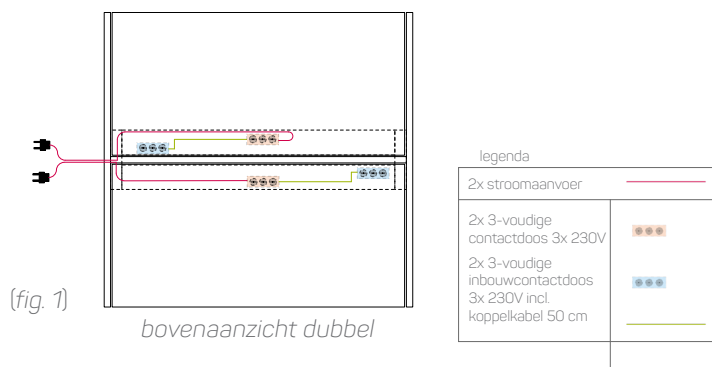 (fig. 1)
bovenaanzicht dubbel
legenda
2x stroomaanvoer
2x 3-voudige
contactdoos 3x 230V
2x 3-voudige
inbouwcontactdoos
3x 230V incl.
koppelkabel 50 cm